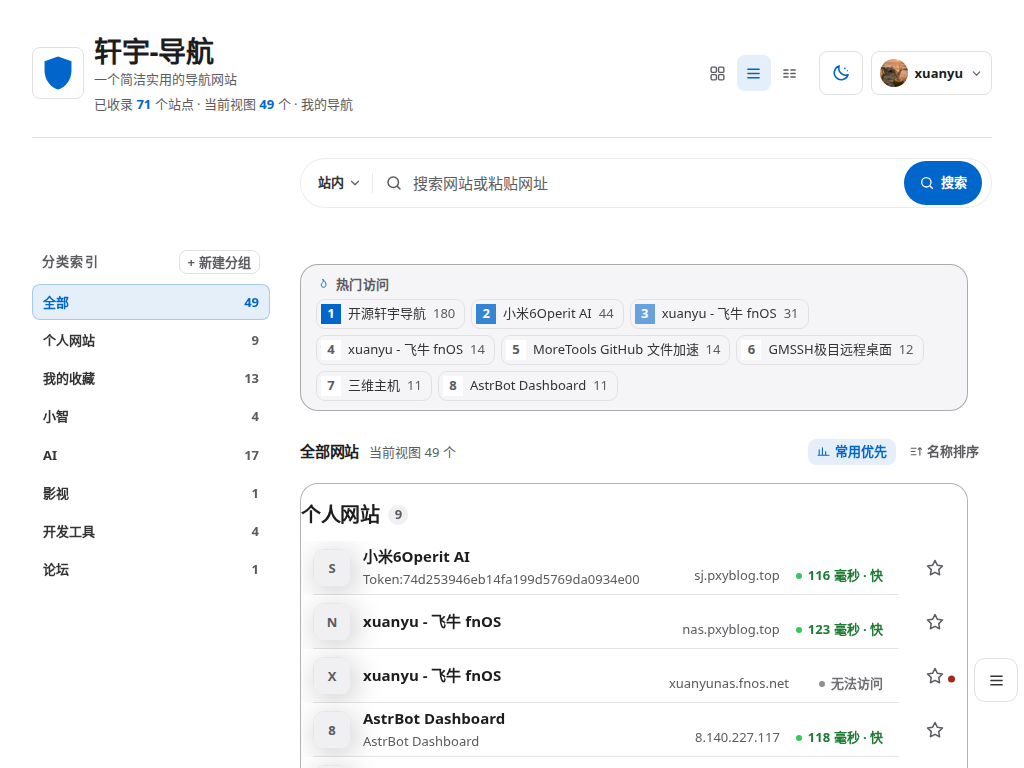 轩宇-导航
一个简洁实用的导航网站
已收录 71 个站点 · 当前视图 49 个 · 我的导航
xuanyu
站内
搜索网站或粘贴网址
搜索
分类索引
+ 新建分组
全部 49
个人网站 9
我的收藏 13
小智 4
AI 17
影视 1
开发工具 4
论坛 1
热门访问
1 开源轩宇导航 180
2 小米6Operit AI 44
3 xuanyu - 飞牛 fnOS 31
4 xuanyu - 飞牛 fnOS 14
5 MoreTools GitHub 文件加速 14
6 GMSSH极目远程桌面 12
7 三维主机 11
8 AstrBot Dashboard 11
全部网站 当前视图 49 个
常用优先
名称排序
个人网站 9
S
小米6Operit AI
Token:74d253946eb14fa199d5769da0934e00
sj.pxyblog.top
116 毫秒 · 快
N
xuanyu - 飞牛 fnOS
nas.pxyblog.top
123 毫秒 · 快
X
xuanyu - 飞牛 fnOS
xuanyunas.fnos.net
无法访问
8
AstrBot Dashboard
AstrBot Dashboard
8.140.227.117
118 毫秒 · 快